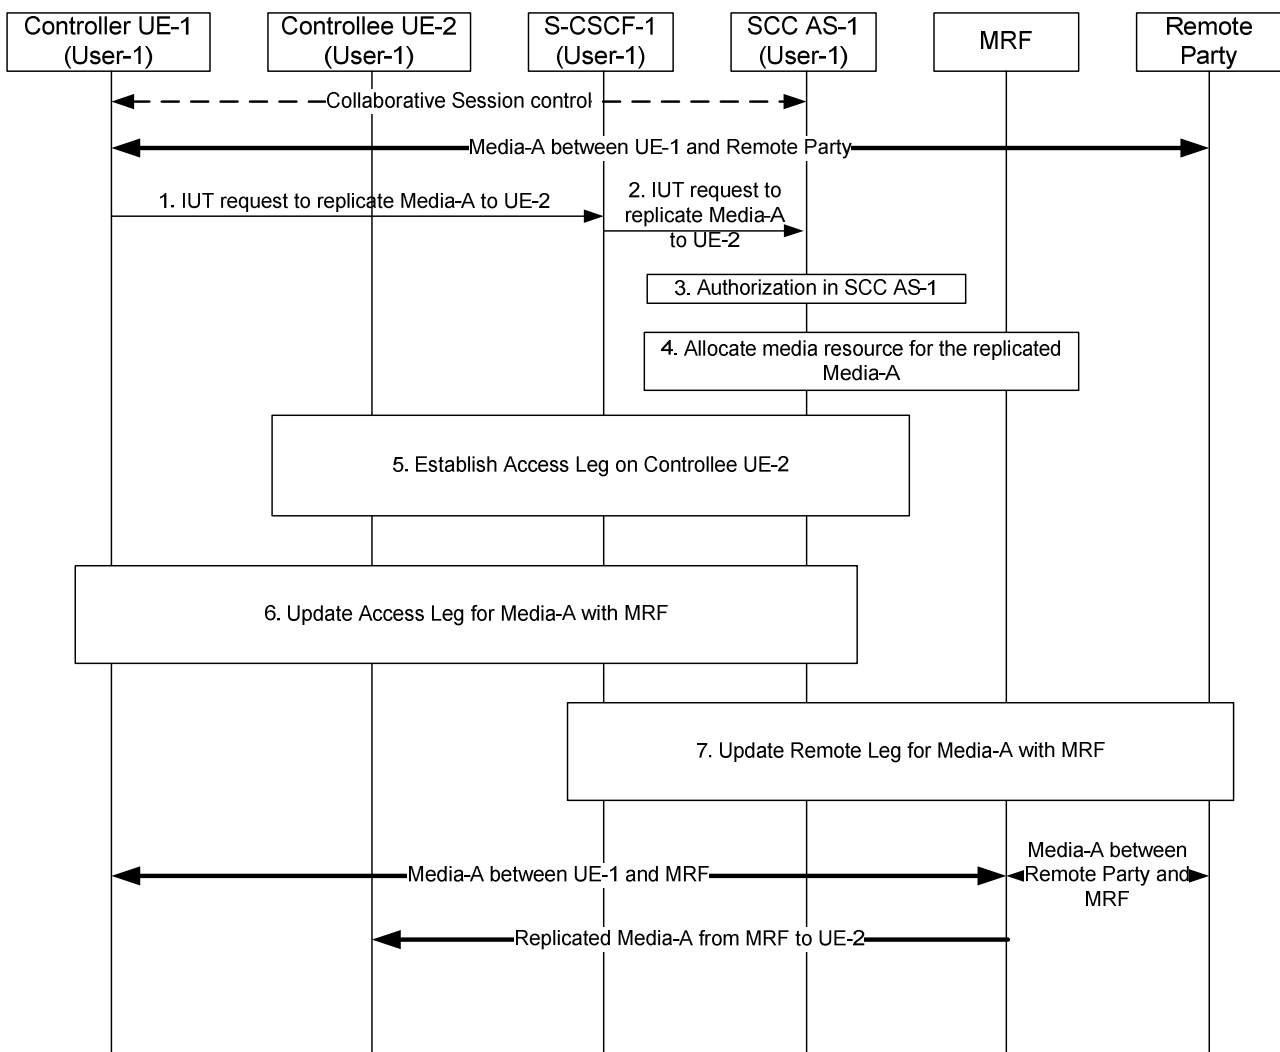 Controller UE-1
(User-1)
Controllee UE-2
(User-1)
S-CSCF-1
(User-1)
SCC AS-1
(User-1)
MRF
Remote
Party
Collaborative Session control
Media-A between UE-1 and Remote Party
1. IUT request to replicate Media-A to UE-2
2. IUT request to
replicate Media-A
to UE-2
3. Authorization in SCC AS-1
4. Allocate media resource for the replicated
Media-A
5. Establish Access Leg on Controllee UE-2
6. Update Access Leg for Media-A with MRF
7. Update Remote Leg for Media-A with MRF
Media-A between UE-1 and MRF
Media-A between
Remote Party and
MRF
Replicated Media-A from MRF to UE-2